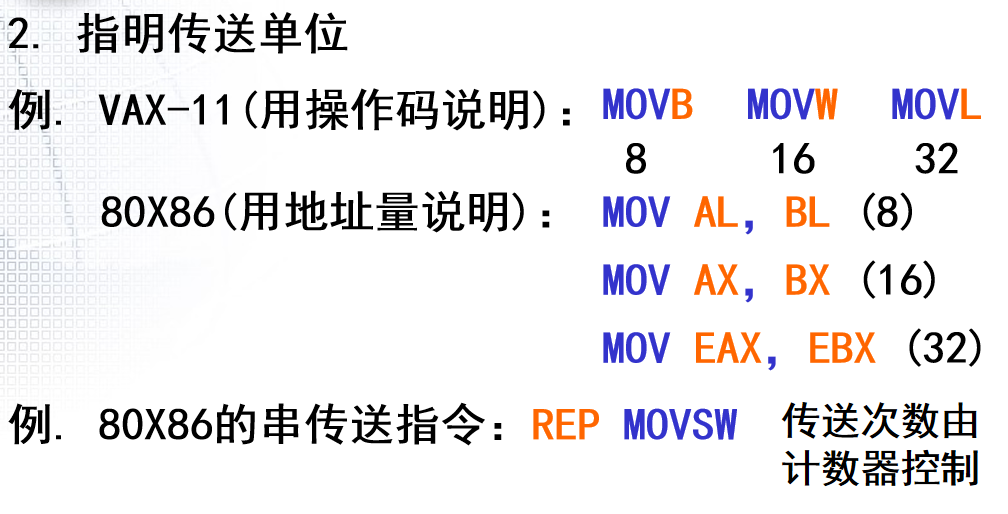 2. 指明传送单位
例. VAX-11(用操作码说明): MOVB MOVW MOVL
8 16 32
80X86(用地址量说明): MOV AL, BL (8)
MOV AX, BX (16)
MOV EAX, EBX (32)
例. 80X86的串传送指令: REP MOVSW 传送次数由
计数器控制